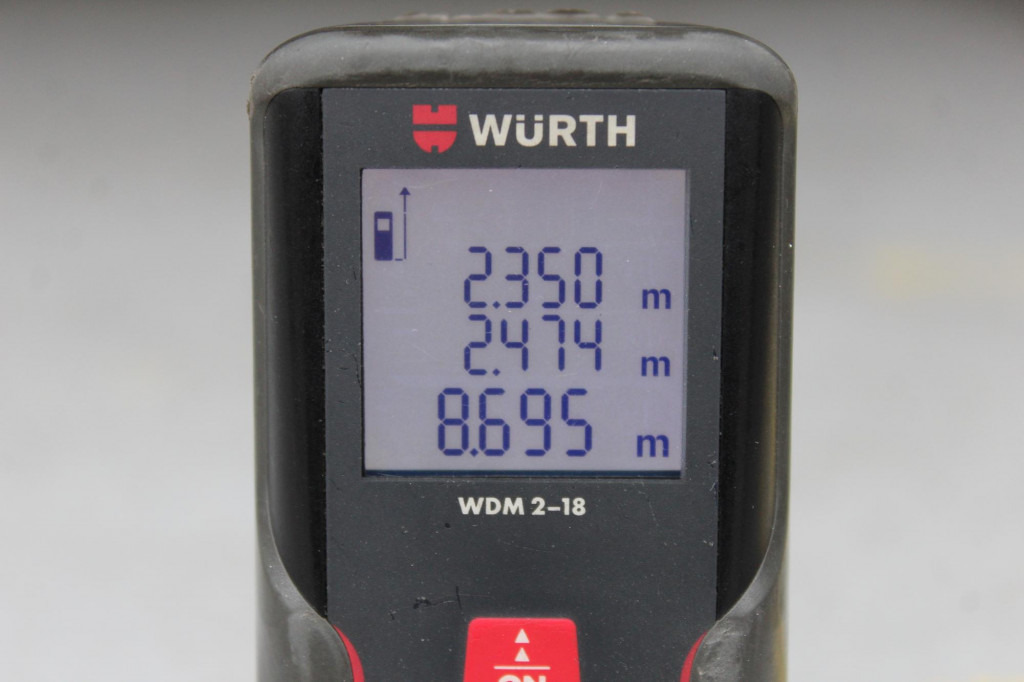 WÜRTH
2.350 m
2.474 m
8.695 m
WDM 2-18
ON